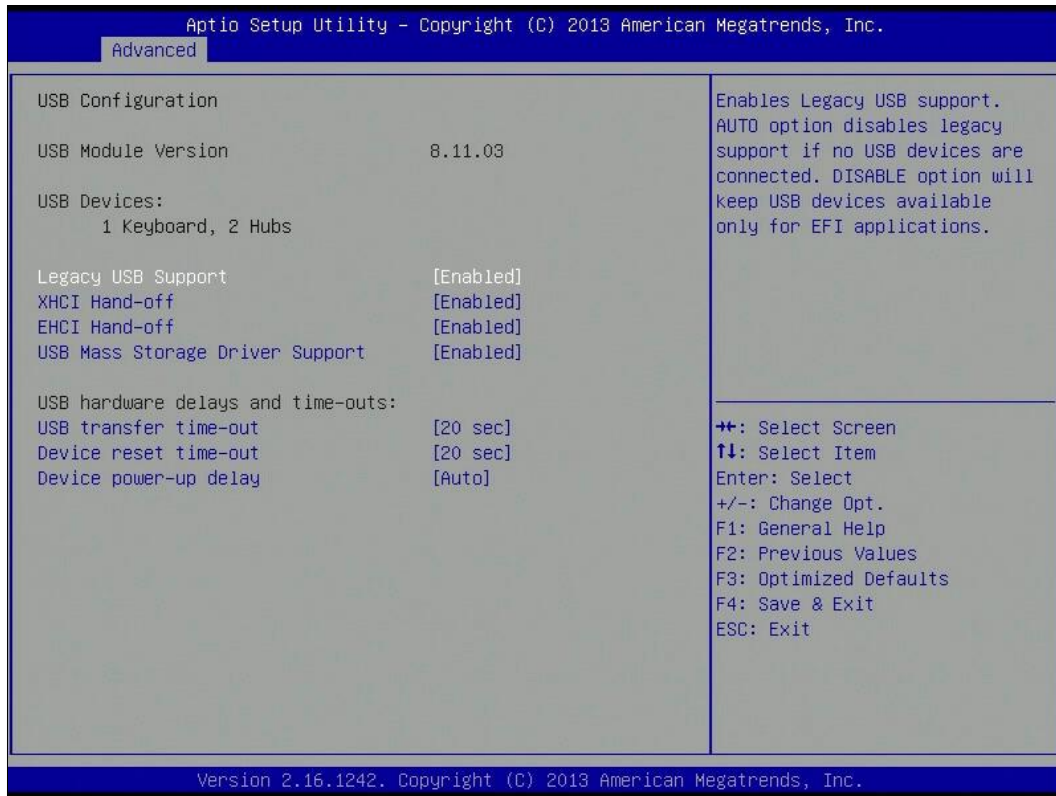 Aptio Setup Utility – Copyright (C) 2013 American Megatrends, Inc.
Advanced
USB Configuration
USB Module Version 8.11.03
USB Devices:
1 Keyboard, 2 Hubs
Legacy USB Support [Enabled]
XHCI Hand-off [Enabled]
EHCI Hand-off [Enabled]
USB Mass Storage Driver Support [Enabled]
USB hardware delays and time-outs:
USB transfer time-out [20 sec]
Device reset time-out [20 sec]
Device power-up delay [Auto]
Enables Legacy USB support.
AUTO option disables legacy
support if no USB devices are
connected. DISABLE option will
keep USB devices available
only for EFI applications.
→←: Select Screen
↑↓: Select Item
Enter: Select
+/-: Change Opt.
F1: General Help
F2: Previous Values
F3: Optimized Defaults
F4: Save & Exit
ESC: Exit
Version 2.16.1242. Copyright (C) 2013 American Megatrends, Inc.